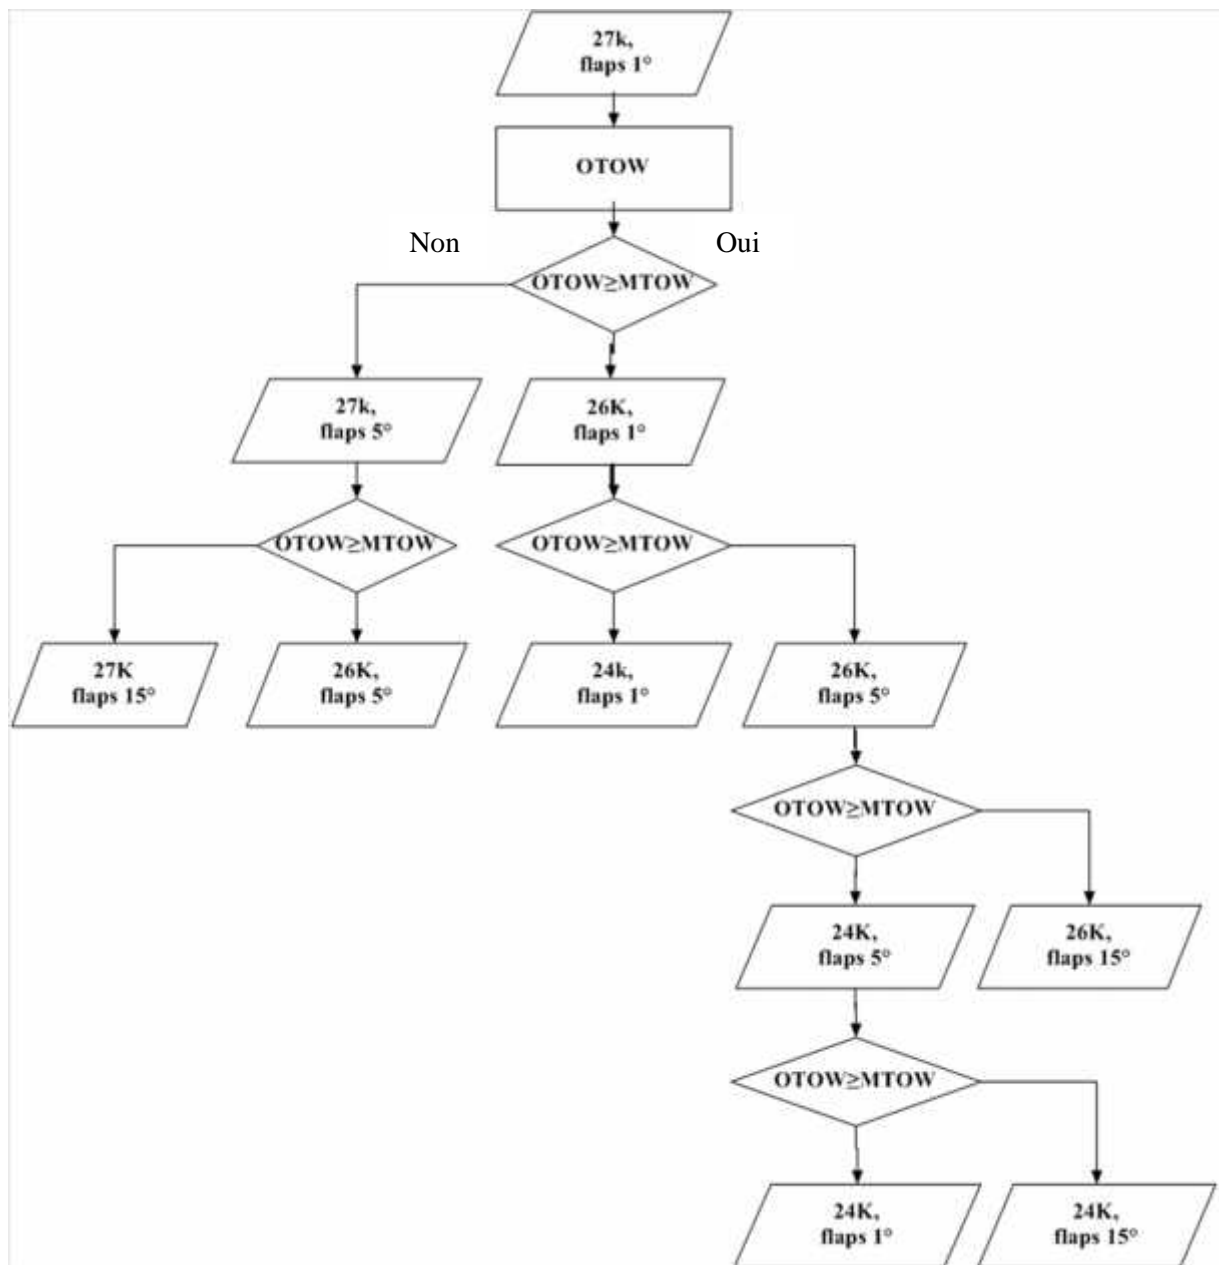 27k,
flaps 1°
OTOW
Non
Oui
OTOW≥MTOW
27k,
flaps 5°
26K,
flaps 1°
OTOW≥MTOW
OTOW≥MTOW
27K
flaps 15°
26K,
flaps 5°
24k,
flaps 1°
26K,
flaps 5°
OTOW≥MTOW
24K,
flaps 5°
26K,
flaps 15°
OTOW≥MTOW
24K,
flaps 1°
24K,
flaps 15°